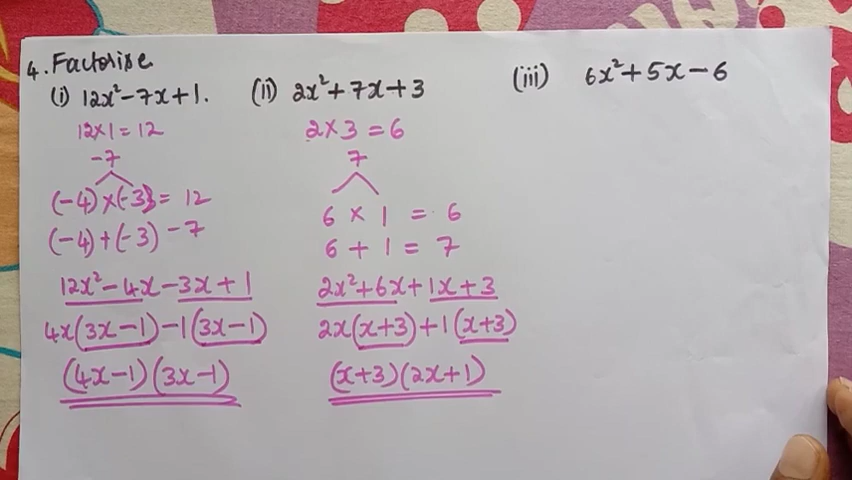 4. Factorise
(i) 12x²-7x+1.
12×1=12
-7
(-4)×(-3)= 12
(-4)+(-3) -7
12x²-4x-3x+1
4x(3x-1)-1(3x-1)
(4x-1)(3x-1)
(ii) 2x²+7x+3
2×3=6
7
6 × 1 = 6
6 + 1 = 7
2x²+6x+1x+3
2x(x+3)+1(x+3)
(x+3)(2x+1)
(iii) 6x²+5x-6